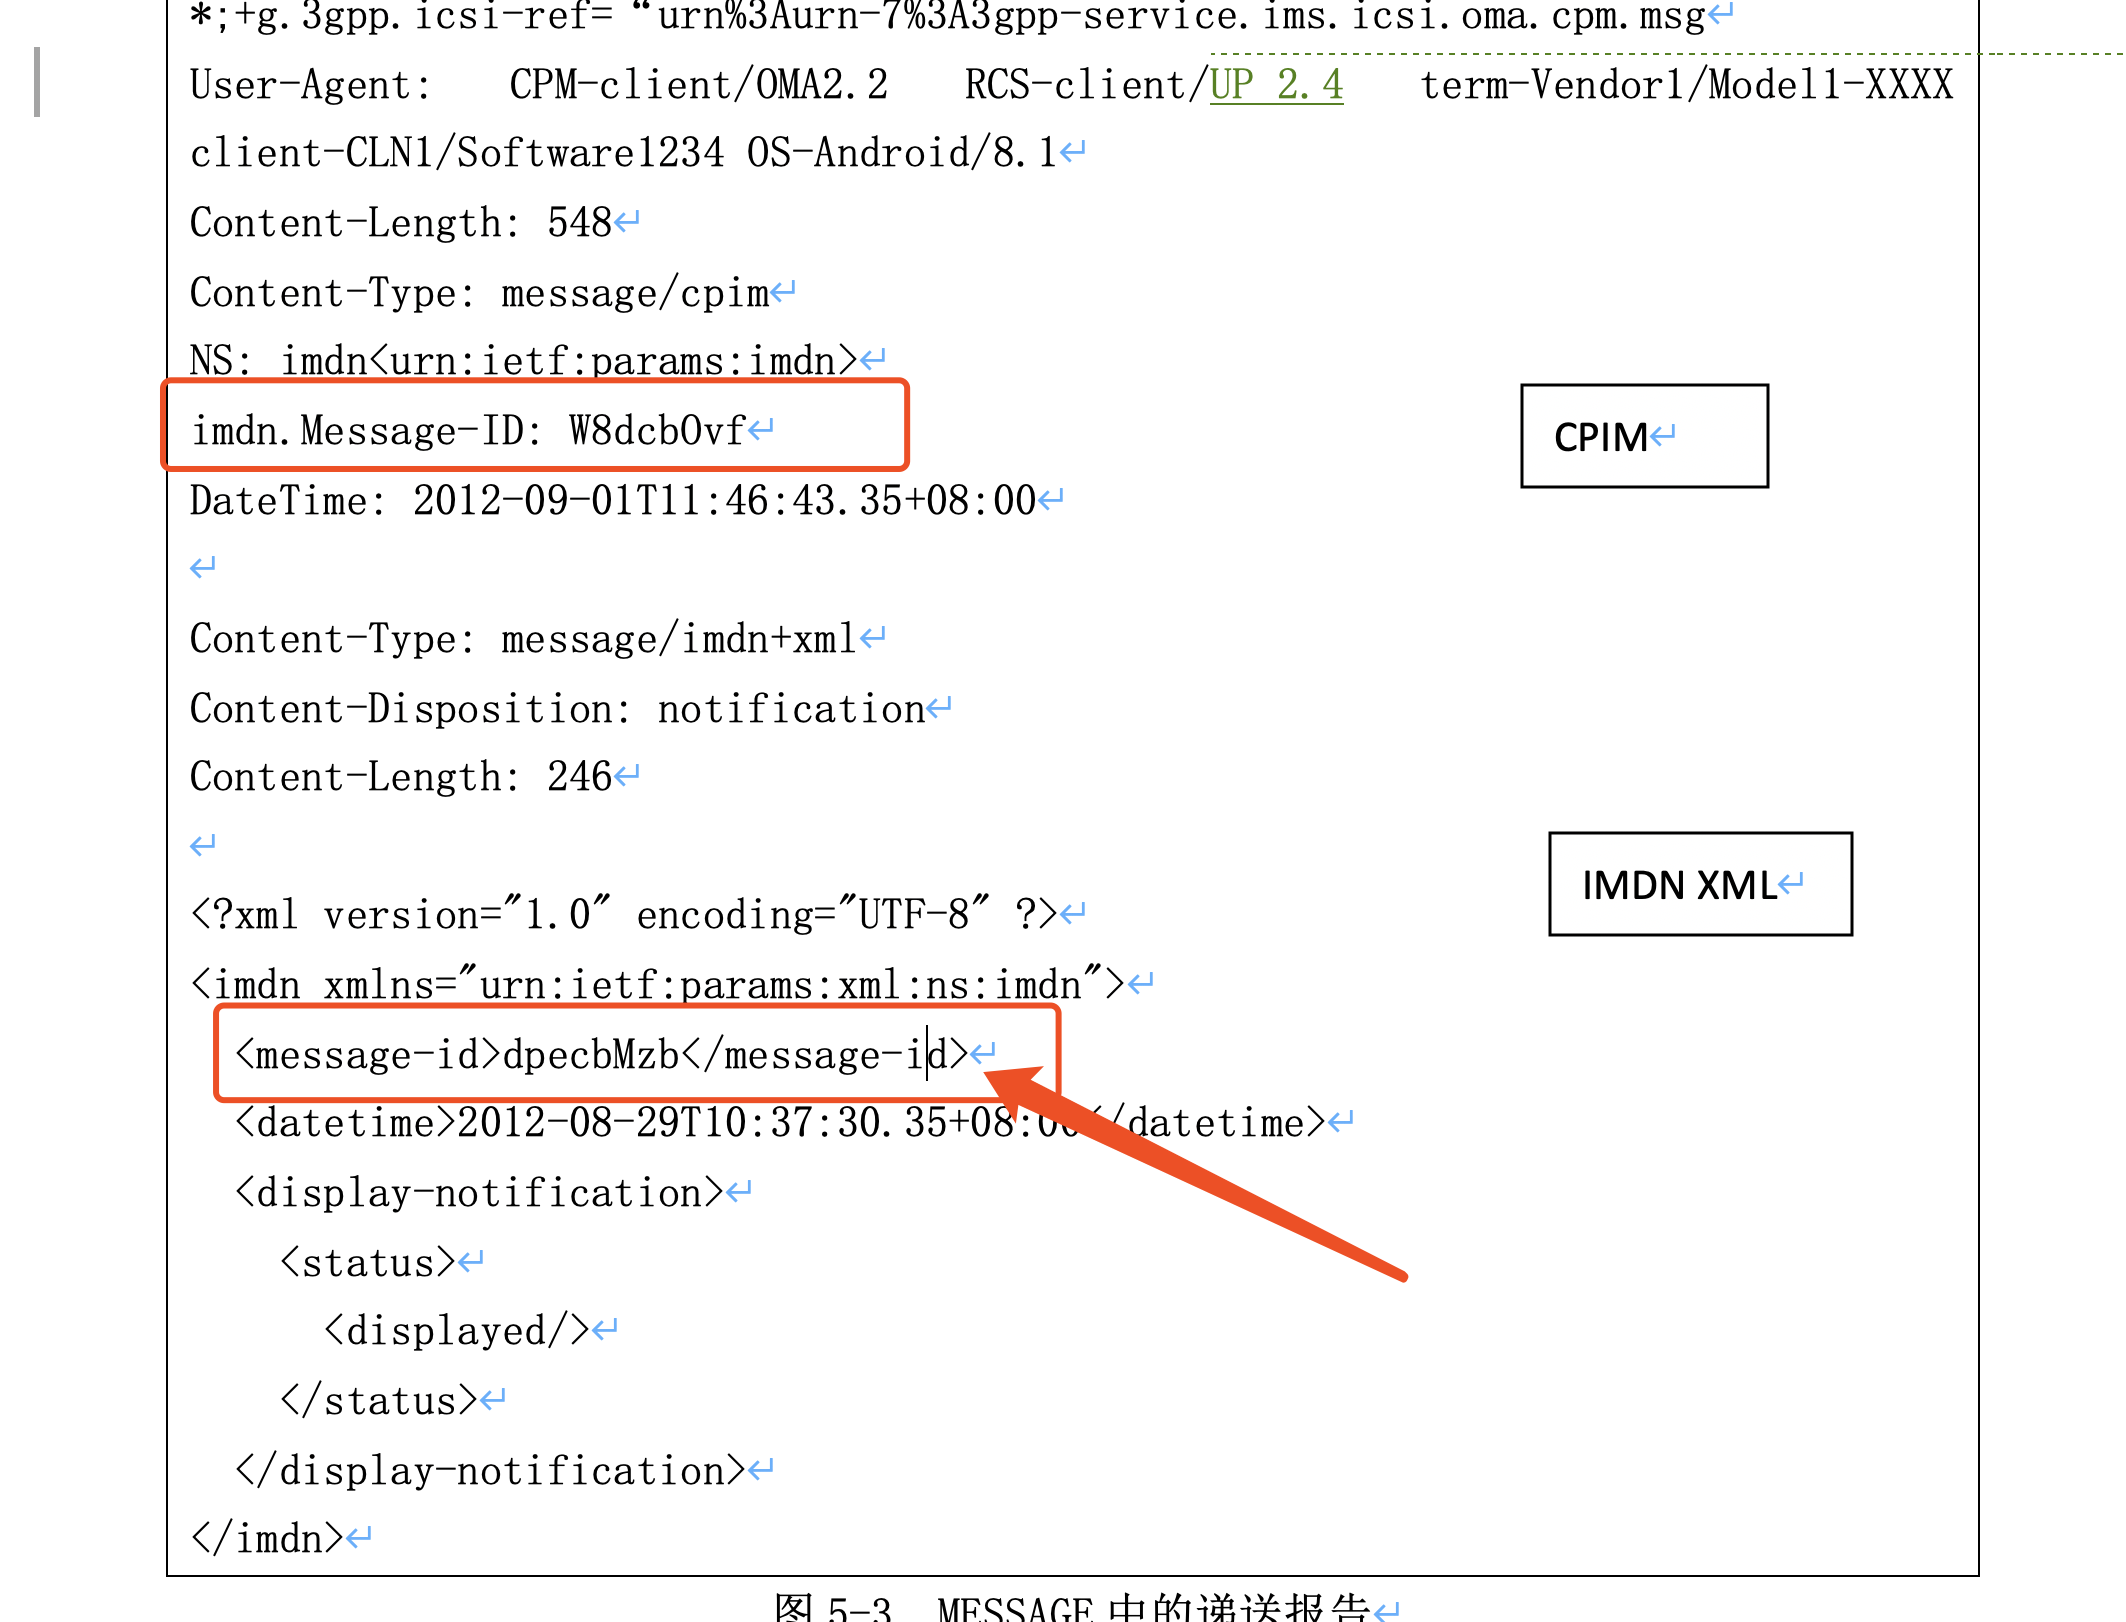 *;+g.3gpp.icsi-ref=“urn%3Aurn-7%3A3gpp-service.ims.icsi.oma.cpm.msg
User-Agent: CPM-client/OMA2.2 RCS-client/UP 2.4 term-Vendor1/Model1-XXXX
client-CLN1/Software1234 OS-Android/8.1
Content-Length: 548
Content-Type: message/cpim
NS: imdn<urn:ietf:params:imdn>
imdn.Message-ID: W8dcbOvf
CPIM
DateTime: 2012-09-01T11:46:43.35+08:00
Content-Type: message/imdn+xml
Content-Disposition: notification
Content-Length: 246
IMDN XML
<?xml version="1.0" encoding="UTF-8" ?>
<imdn xmlns="urn:ietf:params:xml:ns:imdn">
<message-id>dpecbMzb</message-id>
<datetime>2012-08-29T10:37:30.35+08:00</datetime>
<display-notification>
<status>
<displayed/>
</status>
</display-notification>
</imdn>
图 5-3 MESSAGE 中的递送报告